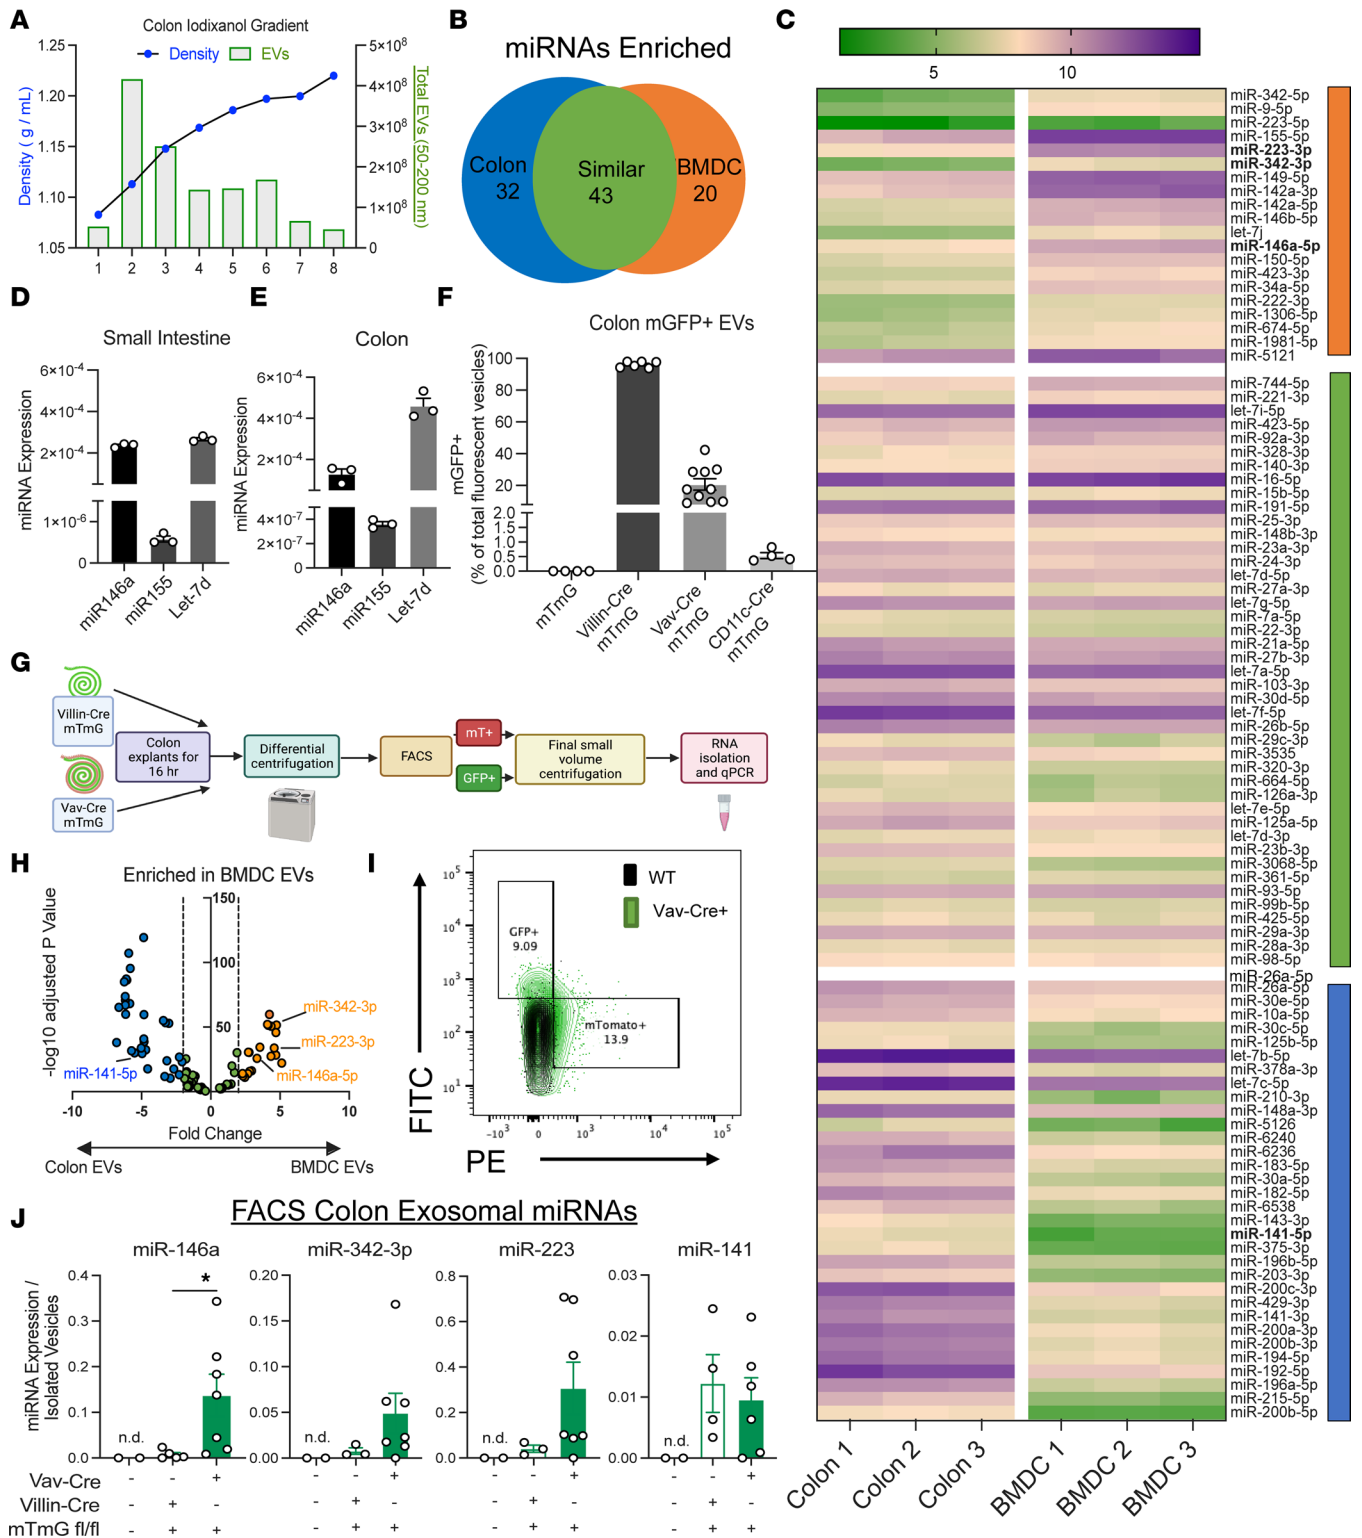 A
Colon Iodixanol Gradient
Density
EVs
Density ( g / mL)
1.25
1.20
1.15
1.10
1.05
5×10⁸
4×10⁸
3×10⁸
2×10⁸
1×10⁸
0
Total EVs (50-200 nm)
1 2 3 4 5 6 7 8
B
miRNAs Enriched
Colon
32
Similar
43
BMDC
20
C
5 10
miR-342-5p
miR-9-5p
miR-223-5p
miR-155-5p
miR-223-3p
miR-342-3p
miR-149-5p
miR-142a-3p
miR-142a-5p
miR-146b-5p
let-7j
miR-146a-5p
miR-150-5p
miR-423-3p
miR-34a-5p
miR-222-3p
miR-1306-5p
miR-674-5p
miR-1981-5p
miR-5121
miR-744-5p
miR-221-3p
let-7i-5p
miR-423-5p
miR-92a-3p
miR-328-3p
miR-140-3p
miR-16-5p
miR-15b-5p
miR-191-5p
miR-25-3p
miR-148b-3p
miR-23a-3p
miR-24-3p
let-7d-5p
miR-27a-3p
let-7g-5p
miR-7a-5p
miR-22-3p
miR-21a-5p
miR-27b-3p
let-7a-5p
miR-103-3p
miR-30d-5p
let-7f-5p
miR-26b-5p
miR-29c-3p
miR-3535
miR-320-3p
miR-664-5p
miR-126a-3p
let-7e-5p
miR-125a-5p
let-7d-3p
miR-23b-3p
miR-3068-5p
miR-361-5p
miR-93-5p
miR-99b-5p
miR-425-5p
miR-29a-3p
miR-28a-3p
miR-98-5p
miR-26a-5p
miR-26a-5p
miR-30e-5p
miR-10a-5p
miR-30c-5p
miR-125b-5p
let-7b-5p
miR-378a-3p
let-7c-5p
miR-210-3p
miR-148a-3p
miR-5126
miR-6240
miR-6236
miR-183-5p
miR-30a-5p
miR-182-5p
miR-6538
miR-143-3p
miR-141-5p
miR-375-3p
miR-196b-5p
miR-203-3p
miR-200c-3p
miR-429-3p
miR-141-3p
miR-200a-3p
miR-200b-3p
miR-194-5p
miR-192-5p
miR-196a-5p
miR-215-5p
miR-200b-5p
Colon 1 Colon 2 Colon 3 BMDC 1 BMDC 2 BMDC 3
D
Small Intestine
miRNA Expression
6×10⁻⁴
4×10⁻⁴
2×10⁻⁴
1×10⁻⁶
0
miR146a miR155 Let-7d
E
Colon
miRNA Expression
6×10⁻⁴
4×10⁻⁴
2×10⁻⁴
4×10⁻⁷
2×10⁻⁷
0
miR146a miR155 Let-7d
F
Colon mGFP+ EVs
mGFP+
(% of total fluorescent vesicles)
100
80
60
40
20
2.0
1.5
1.0
0.5
0.0
mTmG
Villin-Cre
mTmG
Vav-Cre
mTmG
CD11c-Cre
mTmG
G
Villin-Cre
mTmG
Vav-Cre
mTmG
Colon
explants for
16 hr
Differential
centrifugation
FACS
mT+
GFP+
Final small
volume
centrifugation
RNA
isolation
and qPCR
H
Enriched in BMDC EVs
-log10 adjusted P Value
150
100
50
miR-342-3p
miR-223-3p
miR-146a-5p
miR-141-5p
-10 -5 0 5 10
Fold Change
Colon EVs BMDC EVs
I
WT
Vav-Cre+
GFP+
9.09
mTomato+
13.9
10⁵
10⁴
10³
10²
10¹
-10³ 0 10³ 10⁴ 10⁵
FITC
PE
J
FACS Colon Exosomal miRNAs
miRNA Expression /
Isolated Vesicles
miR-146a
0.4
0.3
0.2
0.1
0.0
n.d.
*
miR-342-3p
0.20
0.15
0.10
0.05
0.00
n.d.
miR-223
0.8
0.6
0.4
0.2
0.0
n.d.
miR-141
0.03
0.02
0.01
0.00
n.d.
Vav-Cre - - + - - + - - + - - +
Villin-Cre - + - - + - - + - - + -
mTmG fl/fl - + + - + + - + + - + +